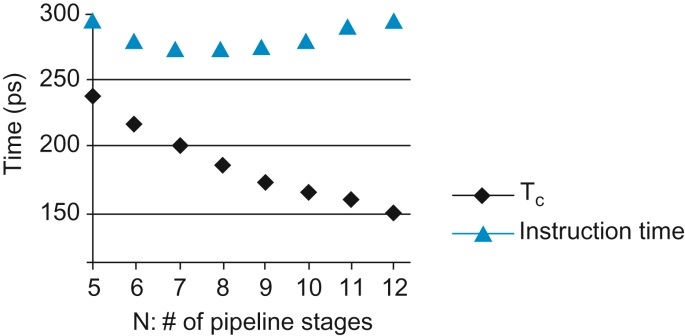 300
250
200
150
Time (ps)
5 6 7 8 9 10 11 12
N: # of pipeline stages
Tc
Instruction time